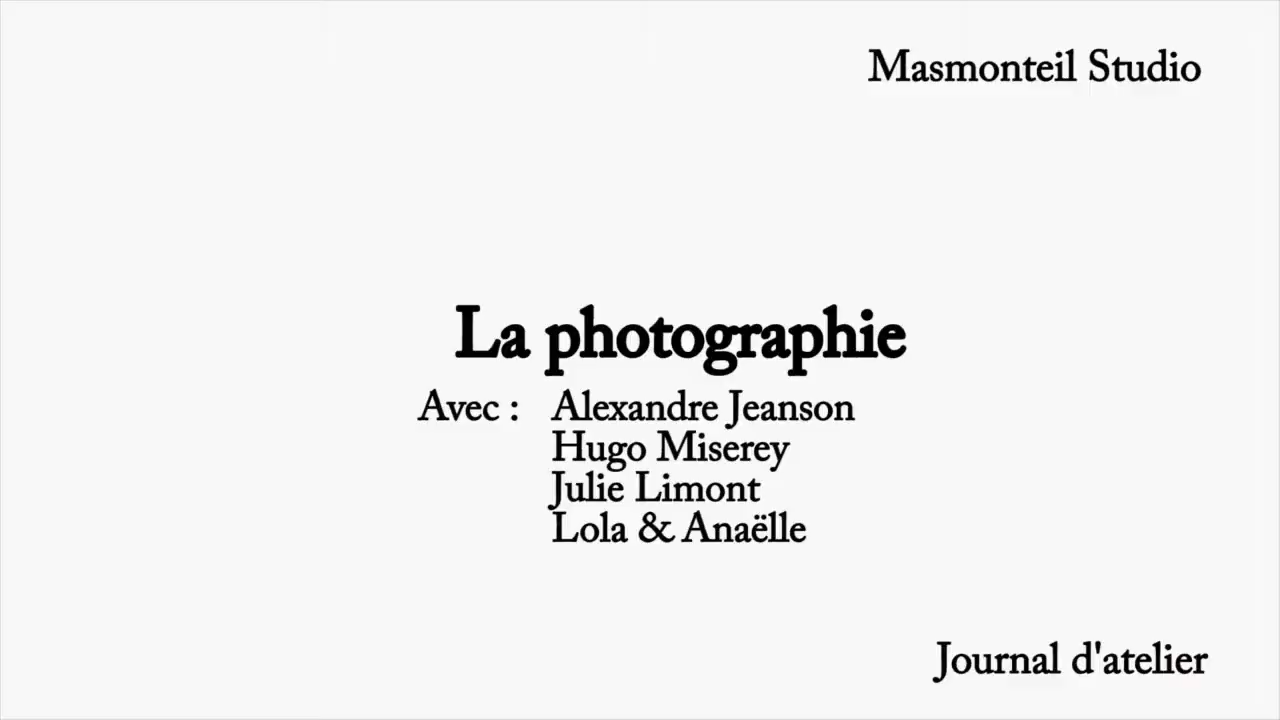 Masmonteil Studio
La photographie
Avec : Alexandre Jeanson
Hugo Miserey
Julie Limont
Lola & Anaëlle
Journal d'atelier